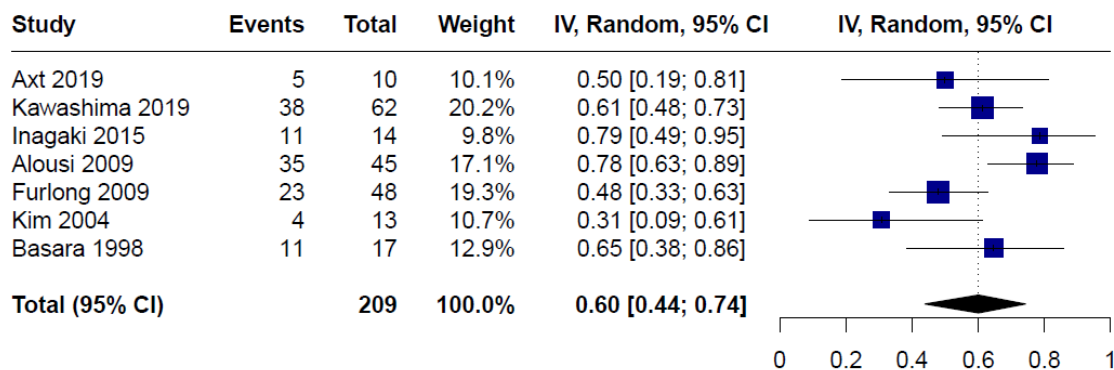 Study Events Total Weight IV, Random, 95% CI IV, Random, 95% CI
Axt 2019 5 10 10.1% 0.50 [0.19; 0.81]
Kawashima 2019 38 62 20.2% 0.61 [0.48; 0.73]
Inagaki 2015 11 14 9.8% 0.79 [0.49; 0.95]
Alousi 2009 35 45 17.1% 0.78 [0.63; 0.89]
Furlong 2009 23 48 19.3% 0.48 [0.33; 0.63]
Kim 2004 4 13 10.7% 0.31 [0.09; 0.61]
Basara 1998 11 17 12.9% 0.65 [0.38; 0.86]
Total (95% CI) 209 100.0% 0.60 [0.44; 0.74]
0 0.2 0.4 0.6 0.8 1